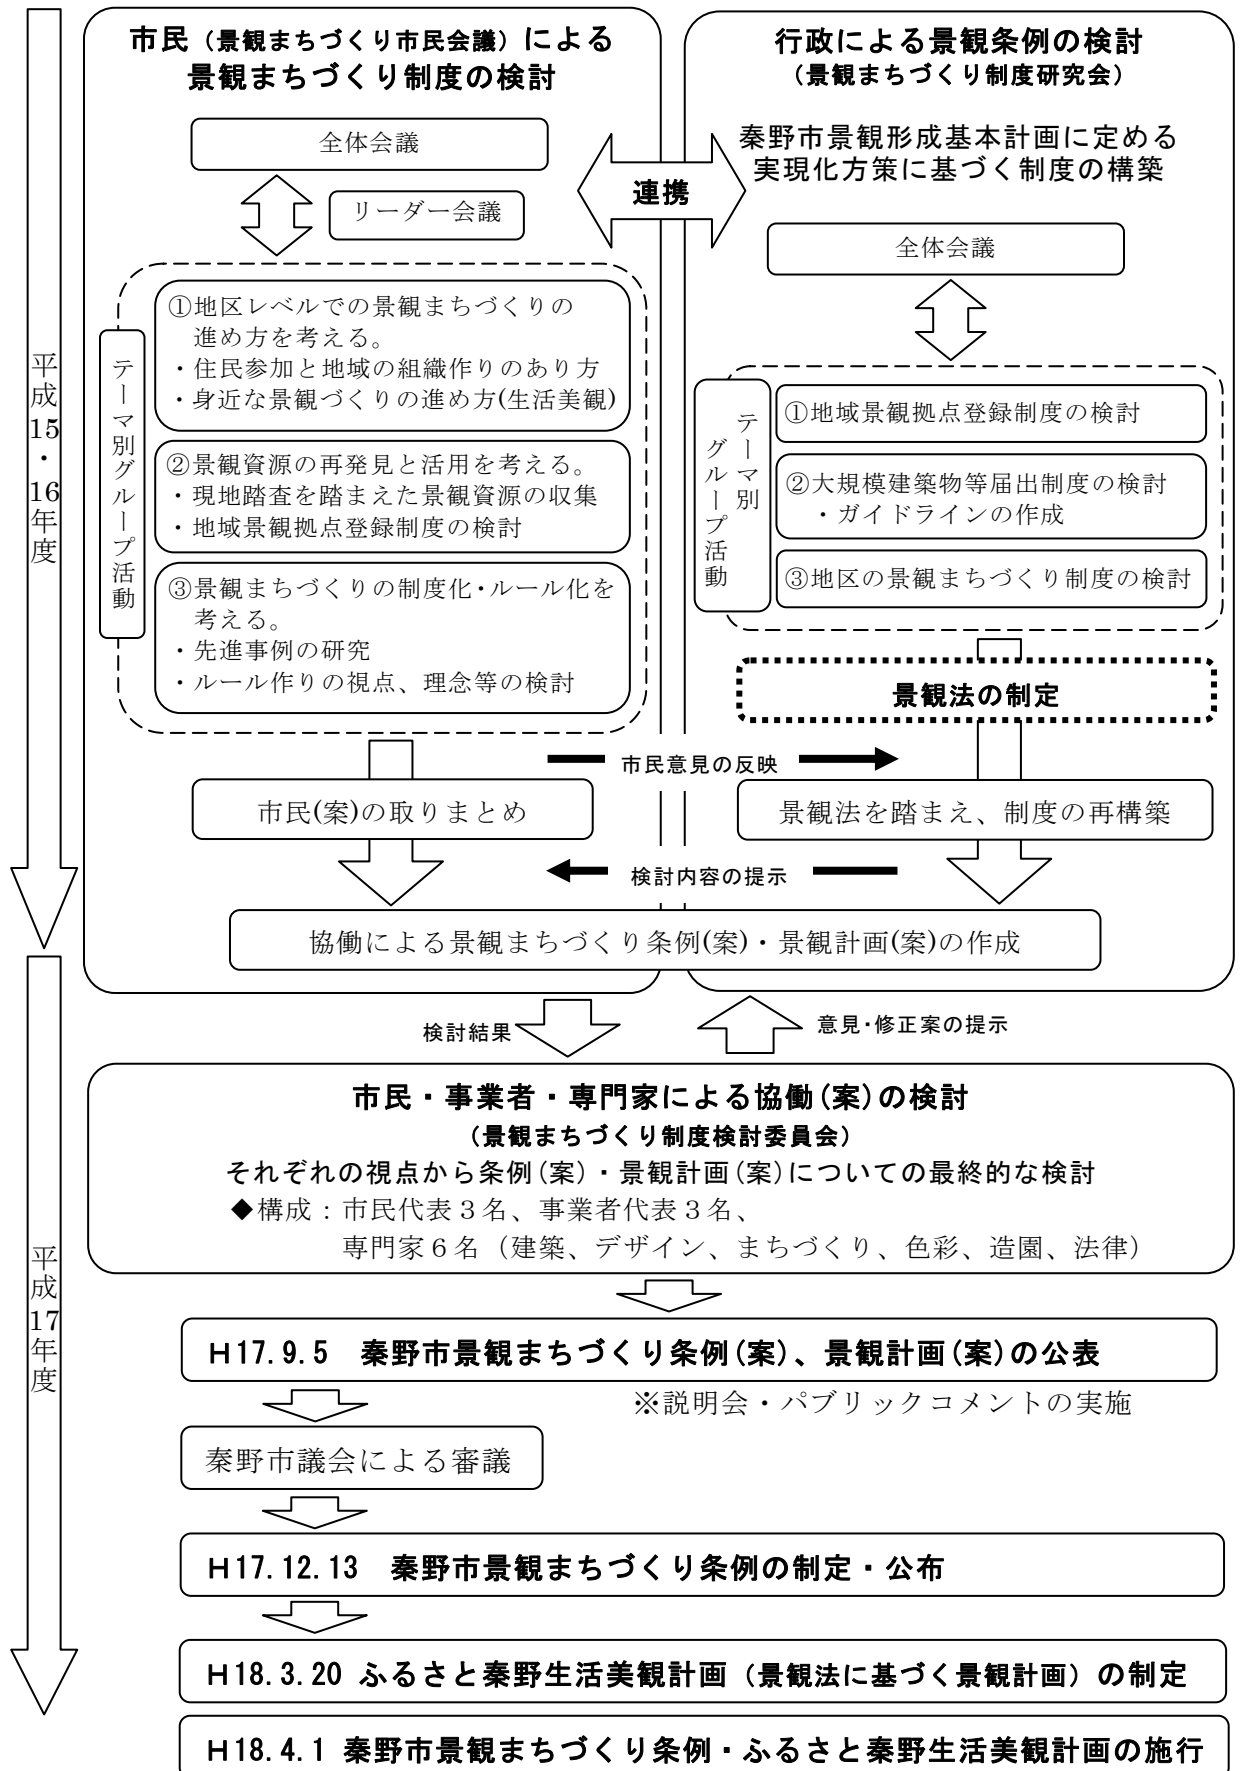 平成15・16年度
市民（景観まちづくり市民会議）による
景観まちづくり制度の検討
全体会議
リーダー会議
テーマ別グループ活動
①地区レベルでの景観まちづくりの
進め方を考える。
・住民参加と地域の組織作りのあり方
・身近な景観づくりの進め方(生活美観)
②景観資源の再発見と活用を考える。
・現地踏査を踏まえた景観資源の収集
・地域景観拠点登録制度の検討
③景観まちづくりの制度化・ルール化を
考える。
・先進事例の研究
・ルール作りの視点、理念等の検討
市民(案)の取りまとめ
連携
行政による景観条例の検討
（景観まちづくり制度研究会）
秦野市景観形成基本計画に定める
実現化方策に基づく制度の構築
全体会議
テーマ別
グループ活動
①地域景観拠点登録制度の検討
②大規模建築物等届出制度の検討
・ガイドラインの作成
③地区の景観まちづくり制度の検討
景観法の制定
市民意見の反映
景観法を踏まえ、制度の再構築
検討内容の提示
協働による景観まちづくり条例(案)・景観計画(案)の作成
平成17年度
検討結果
意見・修正案の提示
市民・事業者・専門家による協働(案)の検討
（景観まちづくり制度検討委員会）
それぞれの視点から条例(案)・景観計画(案)についての最終的な検討
◆構成：市民代表３名、事業者代表３名、
専門家６名（建築、デザイン、まちづくり、色彩、造園、法律）
H17.9.5 秦野市景観まちづくり条例(案)、景観計画(案)の公表
※説明会・パブリックコメントの実施
秦野市議会による審議
H17.12.13 秦野市景観まちづくり条例の制定・公布
H18.3.20 ふるさと秦野生活美観計画（景観法に基づく景観計画）の制定
H18.4.1 秦野市景観まちづくり条例・ふるさと秦野生活美観計画の施行